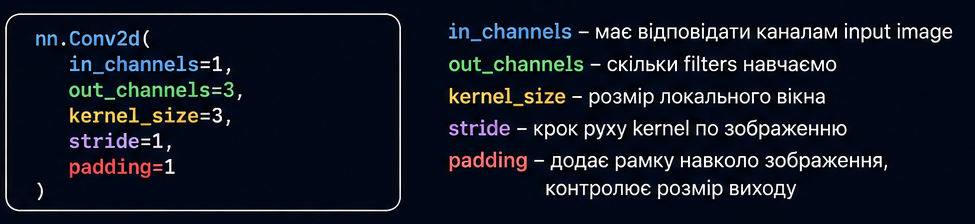 nn.Conv2d(
in_channels=1,
out_channels=3,
kernel_size=3,
stride=1,
padding=1
)
in_channels – має відповідати каналам input image
out_channels – скільки filters навчаємо
kernel_size – розмір локального вікна
stride – крок руху kernel по зображенню
padding – додає рамку навколо зображення,
контролює розмір виходу